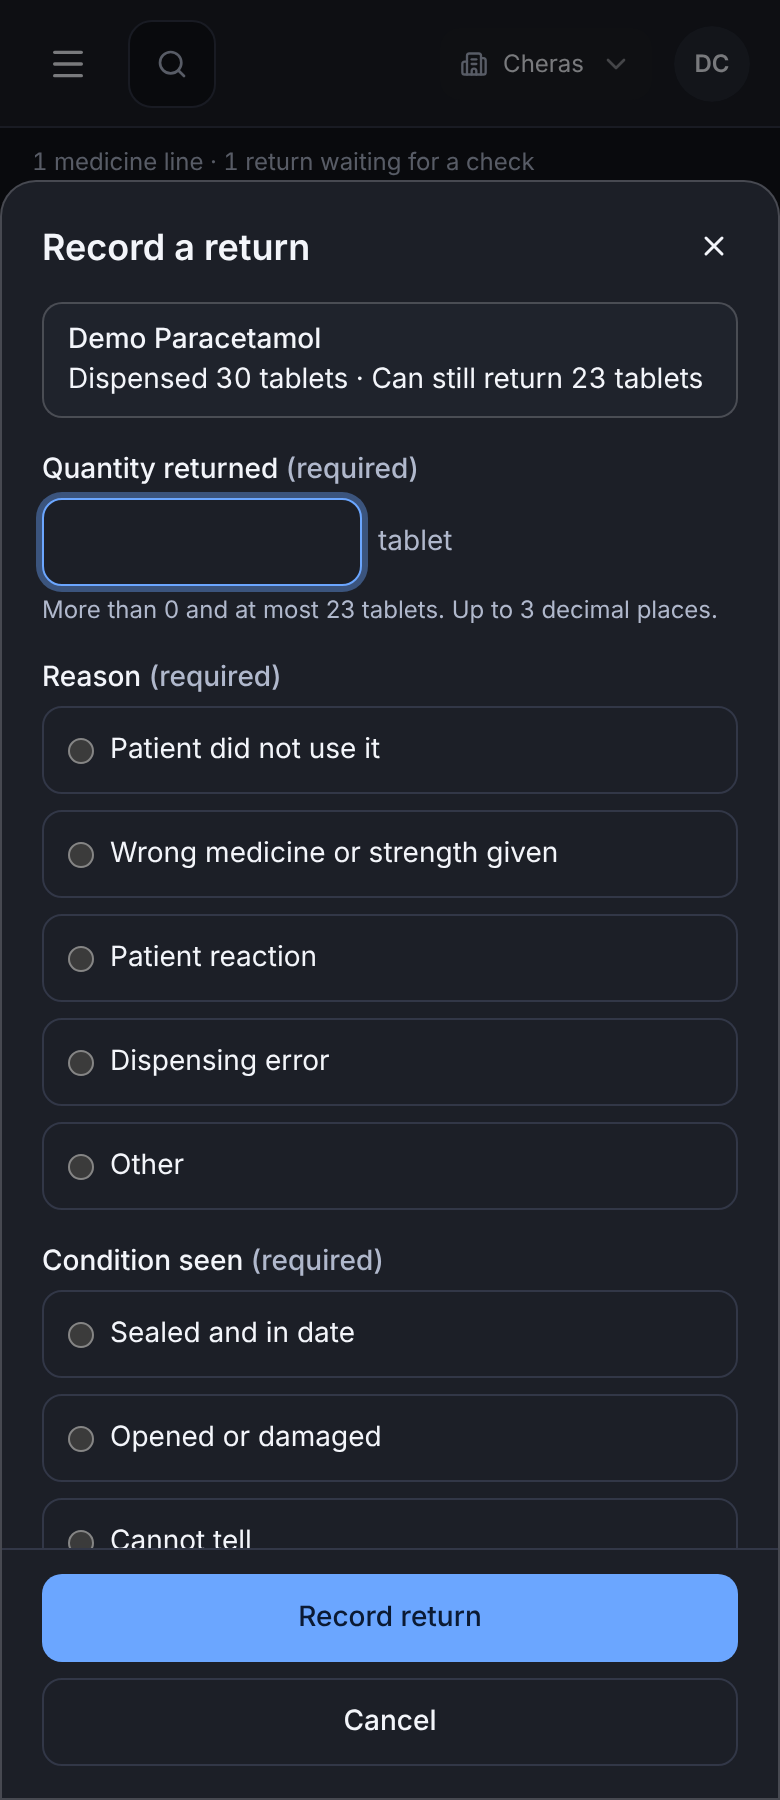 Cheras
DC
1 medicine line · 1 return waiting for a check
Record a return
Demo Paracetamol
Dispensed 30 tablets · Can still return 23 tablets
Quantity returned (required)
tablet
More than 0 and at most 23 tablets. Up to 3 decimal places.
Reason (required)
Patient did not use it
Wrong medicine or strength given
Patient reaction
Dispensing error
Other
Condition seen (required)
Sealed and in date
Opened or damaged
Cannot tell
Record return
Cancel